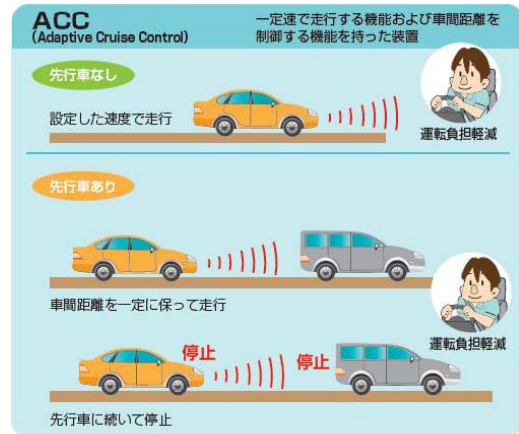 ACC
(Adaptive Cruise Control)
一定速で走行する機能および車間距離を
制御する機能を持った装置
先行車なし
設定した速度で走行
運転負担軽減
先行車あり
車間距離を一定に保って走行
運転負担軽減
停止
停止
先行車に続いて停止